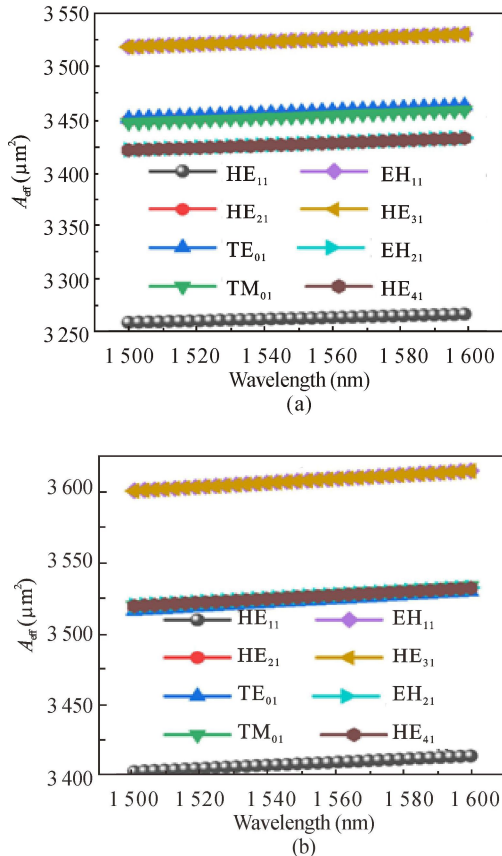 3 550
3 500
3 450
3 400
3 350
3 300
3 250
A_eff (μm²)
HE₁₁ EH₁₁
HE₂₁ HE₃₁
TE₀₁ EH₂₁
TM₀₁ HE₄₁
1 500 1 520 1 540 1 560 1 580 1 600
Wavelength (nm)
(a)
3 600
3 550
3 500
3 450
3 400
A_eff (μm²)
HE₁₁ EH₁₁
HE₂₁ HE₃₁
TE₀₁ EH₂₁
TM₀₁ HE₄₁
1 500 1 520 1 540 1 560 1 580 1 600
Wavelength (nm)
(b)